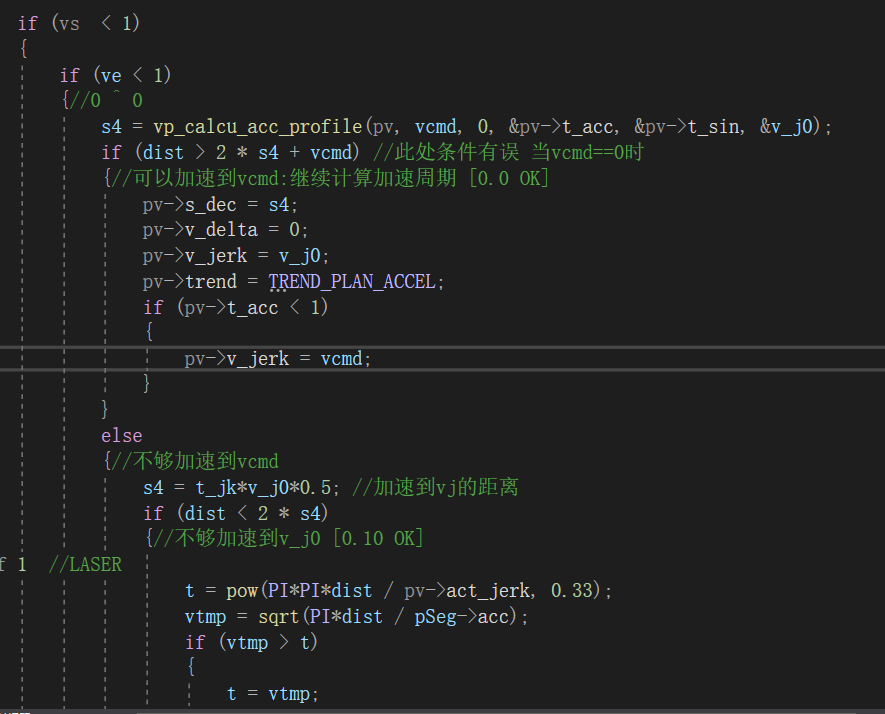 if (vs < 1)
{
if (ve < 1)
{//0 ^ 0
s4 = vp_calcu_acc_profile(pv, vcmd, 0, &pv->t_acc, &pv->t_sin, &v_j0);
if (dist > 2 * s4 + vcmd) //此处条件有误 当vcmd==0时
{//可以加速到vcmd:继续计算加速周期 [0.0 OK]
pv->s_dec = s4;
pv->v_delta = 0;
pv->v_jerk = v_j0;
pv->trend = TREND_PLAN_ACCEL;
if (pv->t_acc < 1)
{
pv->v_jerk = vcmd;
}
}
else
{//不够加速到vcmd
s4 = t_jk*v_j0*0.5; //加速到vj的距离
if (dist < 2 * s4)
{//不够加速到v_j0 [0.10 OK]
f 1 //LASER
t = pow(PI*PI*dist / pv->act_jerk, 0.33);
vtmp = sqrt(PI*dist / pSeg->acc);
if (vtmp > t)
{
t = vtmp;